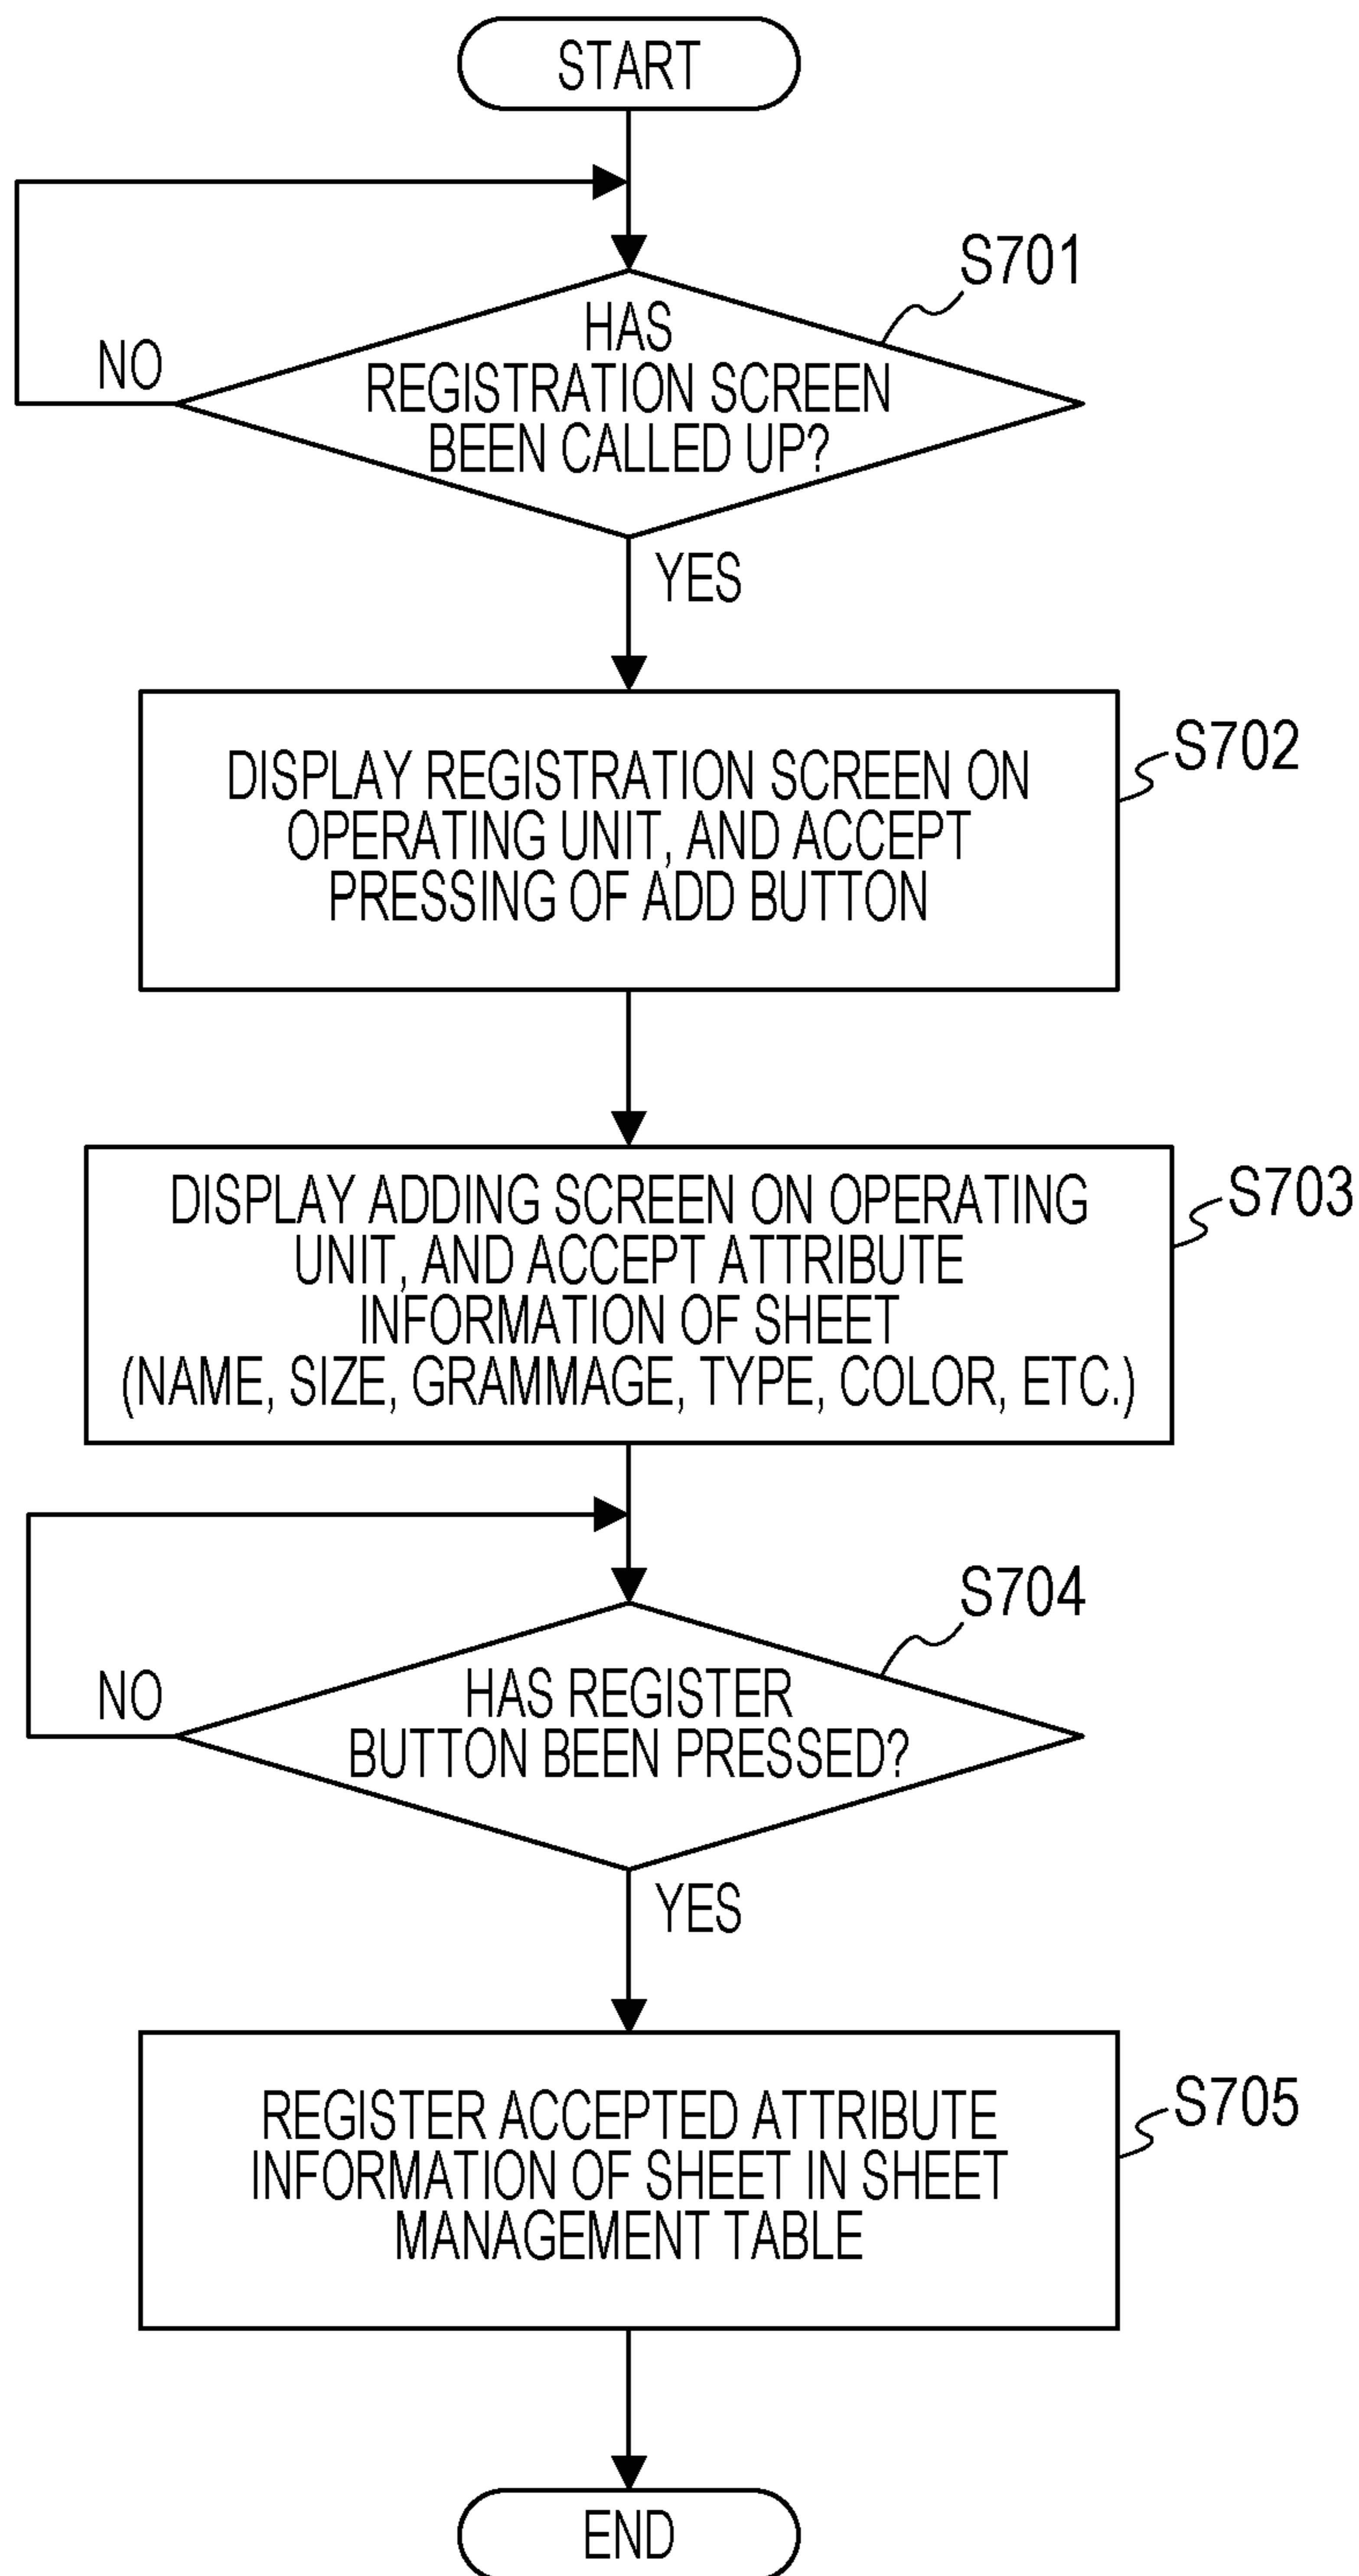 START
S701
HAS
REGISTRATION SCREEN
BEEN CALLED UP?
NO
YES
S702
DISPLAY REGISTRATION SCREEN ON
OPERATING UNIT, AND ACCEPT
PRESSING OF ADD BUTTON
S703
DISPLAY ADDING SCREEN ON OPERATING
UNIT, AND ACCEPT ATTRIBUTE
INFORMATION OF SHEET
(NAME, SIZE, GRAMMAGE, TYPE, COLOR, ETC.)
S704
HAS REGISTER
BUTTON BEEN PRESSED?
NO
YES
S705
REGISTER ACCEPTED ATTRIBUTE
INFORMATION OF SHEET IN SHEET
MANAGEMENT TABLE
END